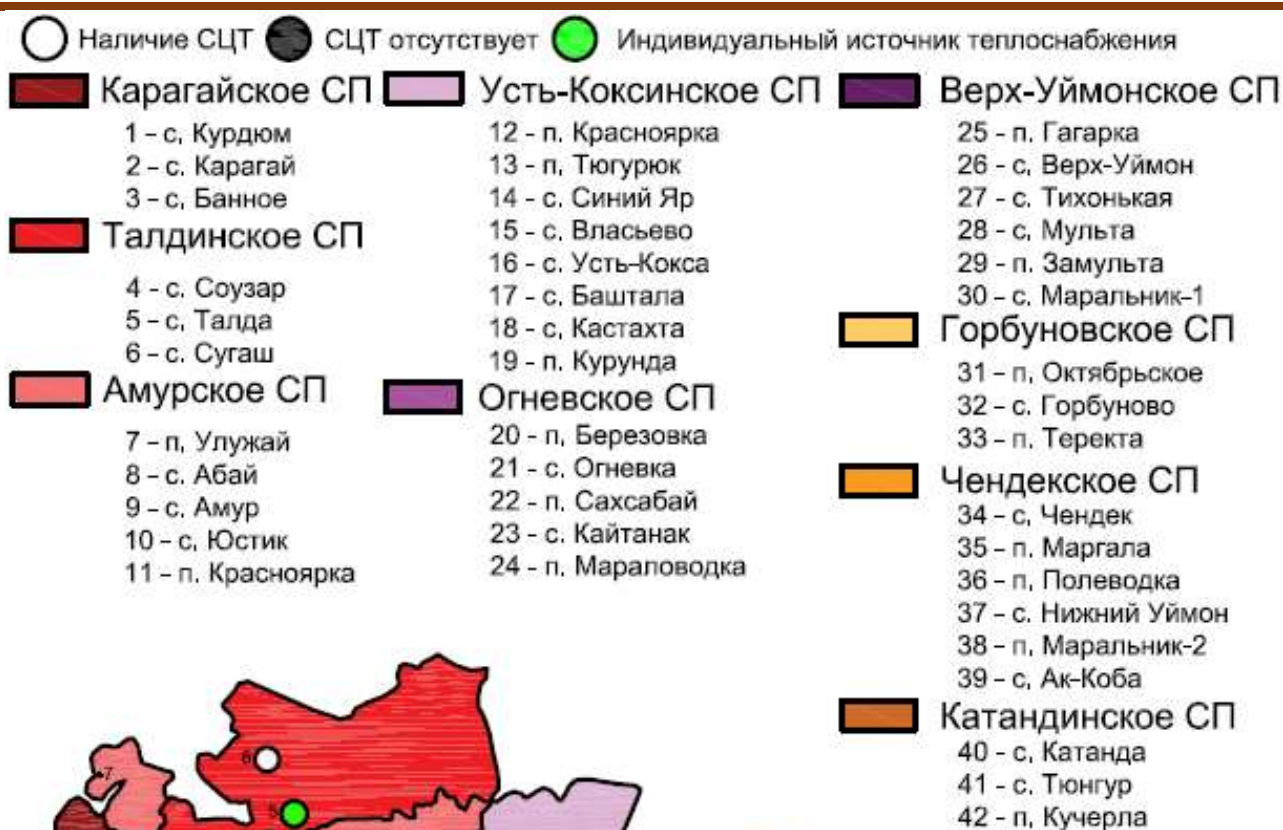 Наличие СЦТ СЦТ отсутствует Индивидуальный источник теплоснабжения
Карагайское СП
1 – с, Курдюм
2 – с. Карагай
3 – с, Банное
Талдинское СП
4 – с. Соузар
5 – с, Талда
6 – с. Сугаш
Амурское СП
7 – п, Улужай
8 – с. Абай
9 – с, Амур
10 – с, Юстик
11 – п. Красноярка
Усть-Коксинское СП
12 - п. Красноярка
13 - п, Тюгурюк
14 - с. Синий Яр
15 - с, Власьево
16 - с. Усть-Кокса
17 - с. Баштала
18 - с, Кастахта
19 - п. Курунда
Огневское СП
20 - п, Березовка
21 - с. Огневка
22 - п. Сахсабай
23 - с. Кайтанак
24 - п. Мараловодка
Верх-Уймонское СП
25 - п. Гагарка
26 - с, Верх-Уймон
27 - с. Тихонькая
28 - с, Мульта
29 - п. Замульта
30 - с. Маральник-1
Горбуновское СП
31 – п, Октябрьское
32 – с. Горбуново
33 – п. Теректа
Чендекское СП
34 – с, Чендек
35 – п. Маргала
36 – п, Полеводка
37 – с. Нижний Уймон
38 – п, Маральник-2
39 – с, Ак-Коба
Катандинское СП
40 – с, Катанда
41 - с. Тюнгур
42 – п, Кучерла
6
7
5